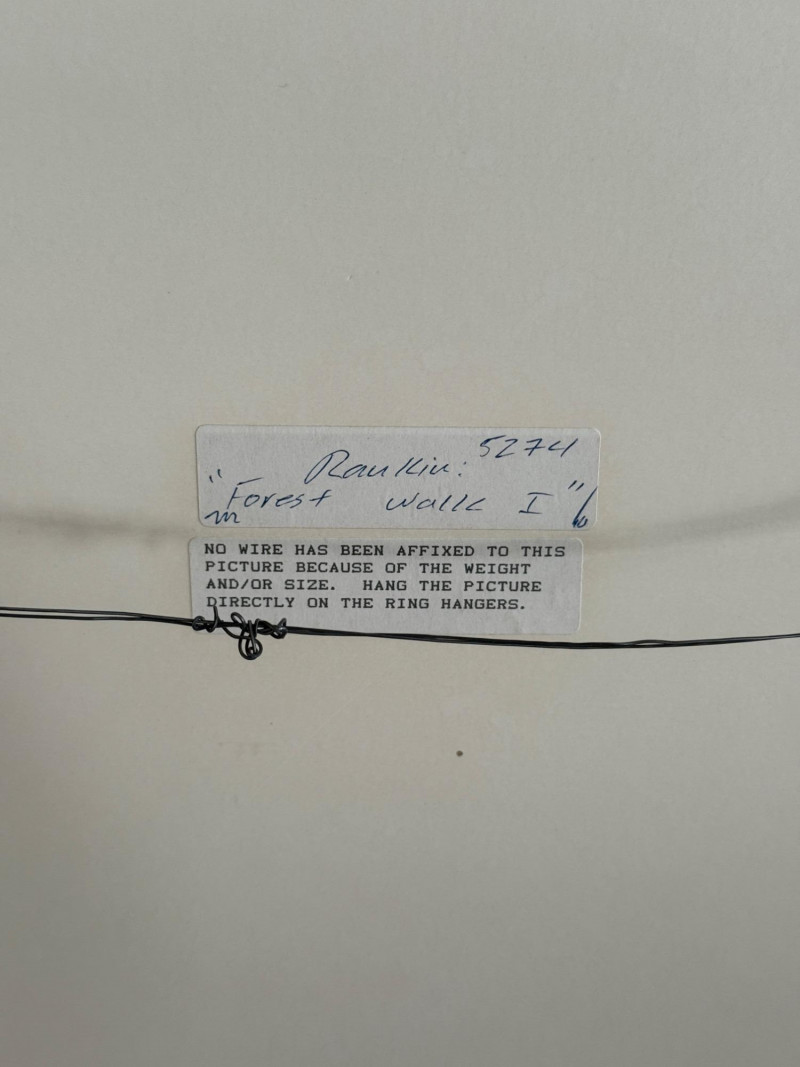 Rankin: 5274
"Forest Walk I"
NO WIRE HAS BEEN AFFIXED TO THIS
PICTURE BECAUSE OF THE WEIGHT
AND/OR SIZE. HANG THE PICTURE
DIRECTLY ON THE RING HANGERS.